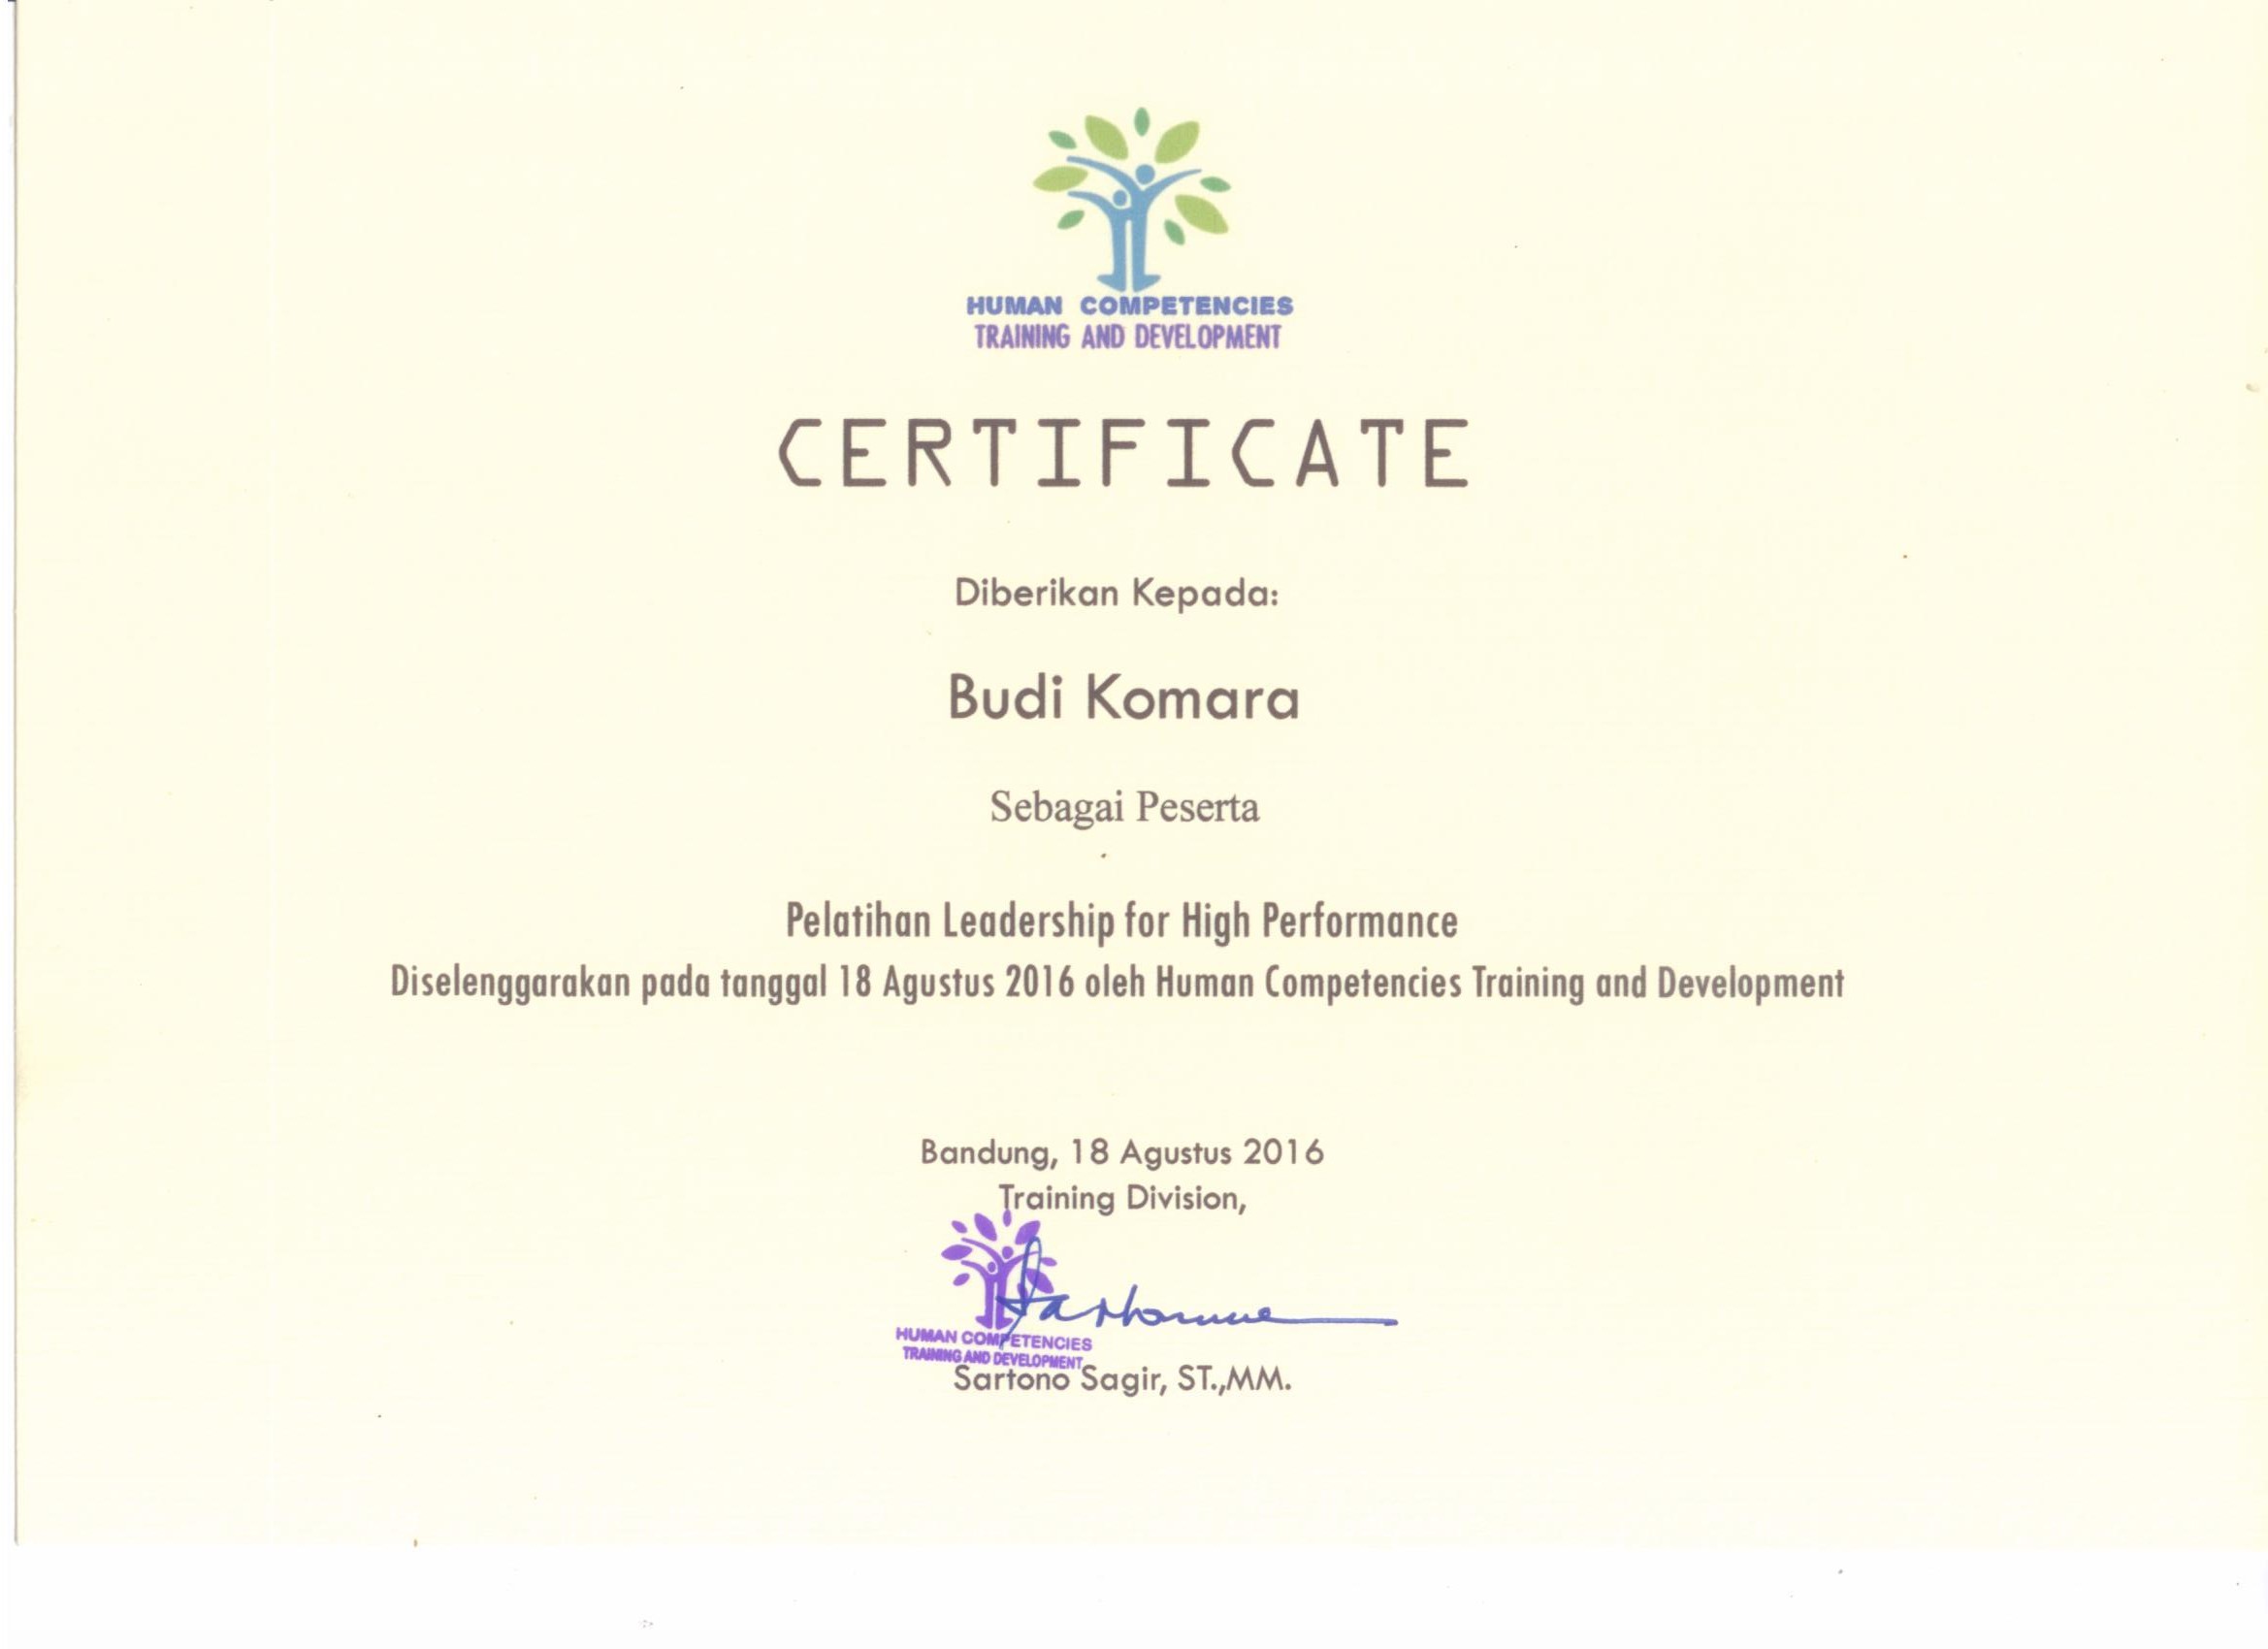 HUMAN COMPETENCIES
TRAINING AND DEVELOPMENT
CERTIFICATE
Diberikan Kepada:
Budi Komara
Sebagai Peserta
Pelatihan Leadership for High Performance
Diselenggarakan pada tanggal 18 Agustus 2016 oleh Human Competencies Training and Development
Bandung, 18 Agustus 2016
Training Division,
HUMAN COMPETENCIES
TRAINING AND DEVELOPMENT
Sartono Sagir, ST.,MM.